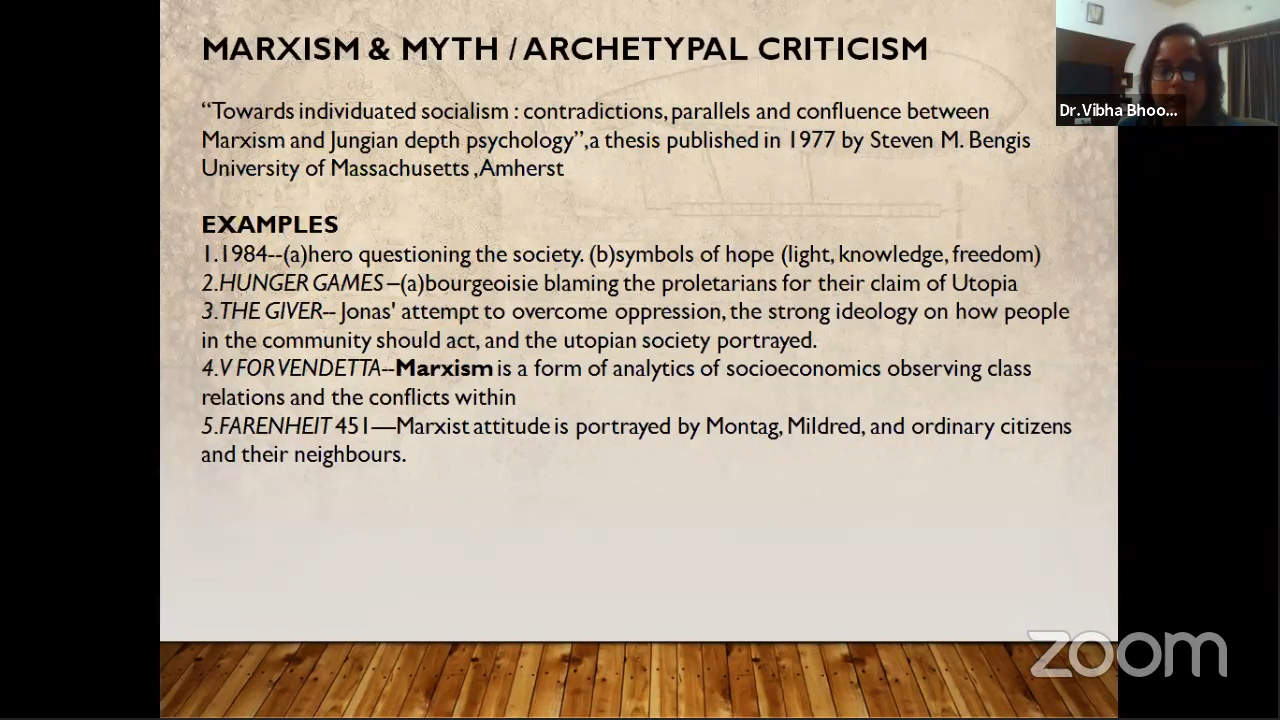 MARXISM & MYTH / ARCHETYPAL CRITICISM
“Towards individuated socialism : contradictions, parallels and confluence between
Marxism and Jungian depth psychology”,a thesis published in 1977 by Steven M. Bengis
University of Massachusetts ,Amherst
EXAMPLES
1.1984--(a)hero questioning the society. (b)symbols of hope (light, knowledge, freedom)
2.HUNGER GAMES –(a)bourgeoisie blaming the proletarians for their claim of Utopia
3.THE GIVER-- Jonas' attempt to overcome oppression, the strong ideology on how people
in the community should act, and the utopian society portrayed.
4.V FOR VENDETTA--Marxism is a form of analytics of socioeconomics observing class
relations and the conflicts within
5.FARENHEIT 451—Marxist attitude is portrayed by Montag, Mildred, and ordinary citizens
and their neighbours.
Dr.Vibha Bhoo...
zoom